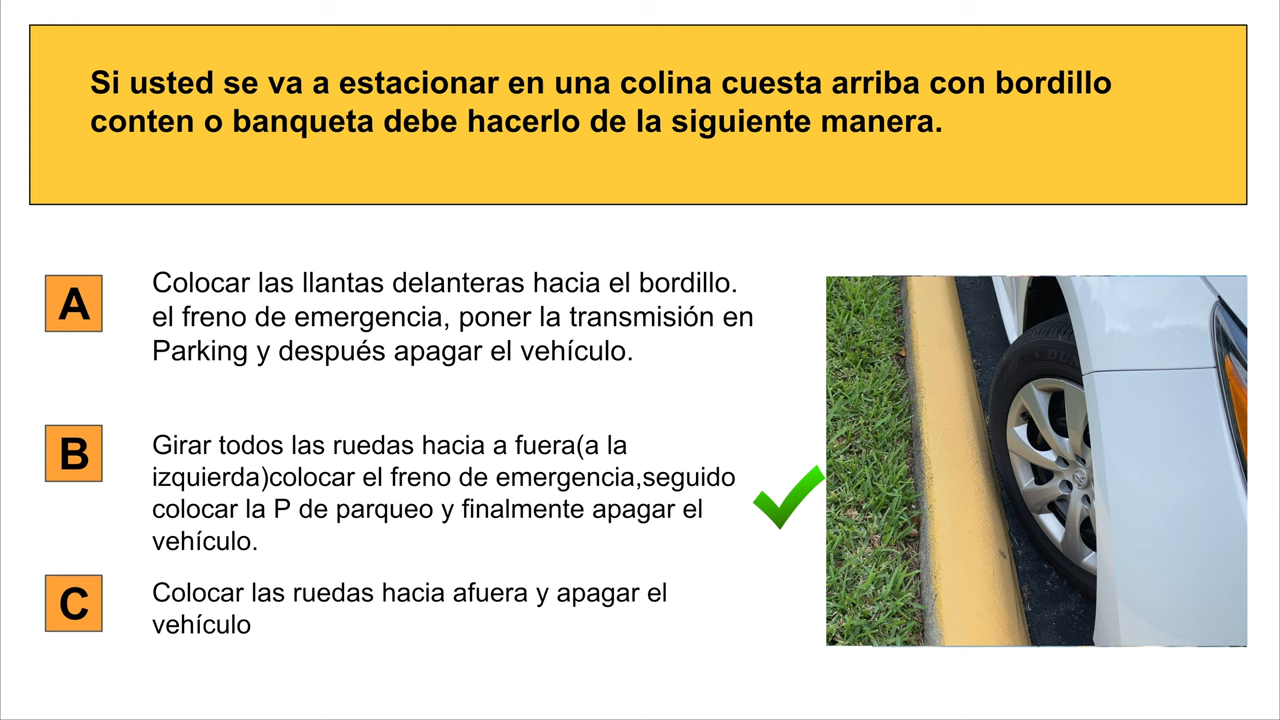 Si usted se va a estacionar en una colina cuesta arriba con bordillo
conten o banqueta debe hacerlo de la siguiente manera.
A
Colocar las llantas delanteras hacia el bordillo.
el freno de emergencia, poner la transmisión en
Parking y después apagar el vehículo.
B
Girar todos las ruedas hacia a fuera(a la
izquierda)colocar el freno de emergencia,seguido
colocar la P de parqueo y finalmente apagar el
vehículo.
C
Colocar las ruedas hacia afuera y apagar el
vehículo